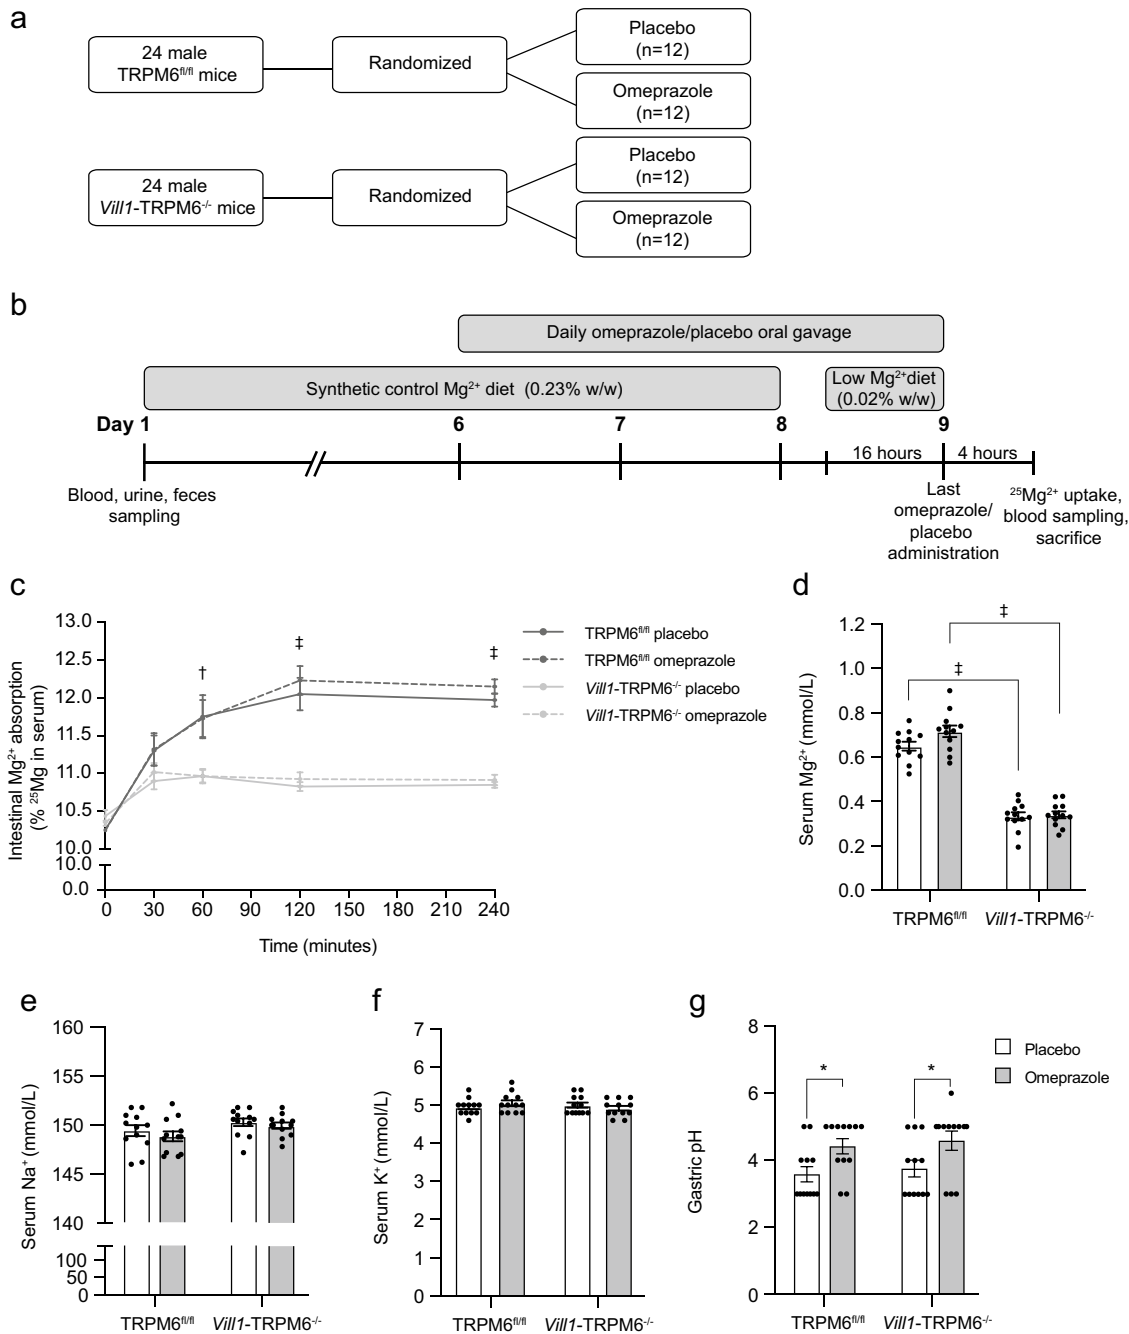 a
24 male
TRPM6fl/fl mice
Randomized
Placebo
(n=12)
Omeprazole
(n=12)
24 male
Vill1-TRPM6-/- mice
Randomized
Placebo
(n=12)
Omeprazole
(n=12)
b
Daily omeprazole/placebo oral gavage
Synthetic control Mg2+ diet (0.23% w/w)
Low Mg2+diet
(0.02% w/w)
Day 1
6
7
8
9
16 hours
4 hours
Blood, urine, feces
sampling
Last
omeprazole/
placebo
administration
25Mg2+ uptake,
blood sampling,
sacrifice
c
Intestinal Mg2+ absorption
(% 25Mg in serum)
13.0
12.5
12.0
11.5
11.0
10.5
10.0
10.0
0.0
†
‡
‡
0
30
60
90
120
150
180
210
240
Time (minutes)
TRPM6fl/fl placebo
TRPM6fl/fl omeprazole
Vill1-TRPM6-/- placebo
Vill1-TRPM6-/- omeprazole
d
Serum Mg2+ (mmol/L)
1.2
1.0
0.8
0.6
0.4
0.2
0.0
‡
‡
TRPM6fl/fl
Vill1-TRPM6-/-
e
Serum Na+ (mmol/L)
160
155
150
145
140
100
50
0
TRPM6fl/fl
Vill1-TRPM6-/-
f
Serum K+ (mmol/L)
7
6
5
4
3
2
1
0
TRPM6fl/fl
Vill1-TRPM6-/-
g
Gastric pH
8
6
4
2
0
*
*
TRPM6fl/fl
Vill1-TRPM6-/-
Placebo
Omeprazole